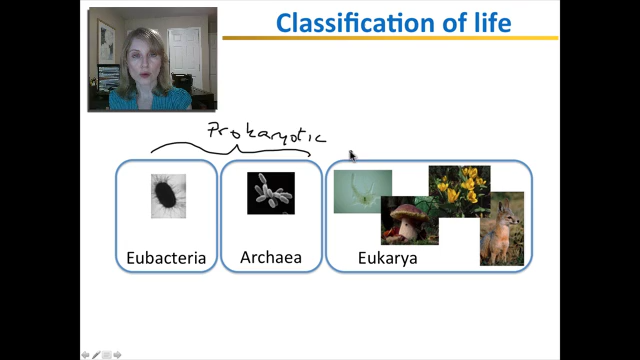 Classification of life
Prokaryotic
Eubacteria
Archaea
Eukarya